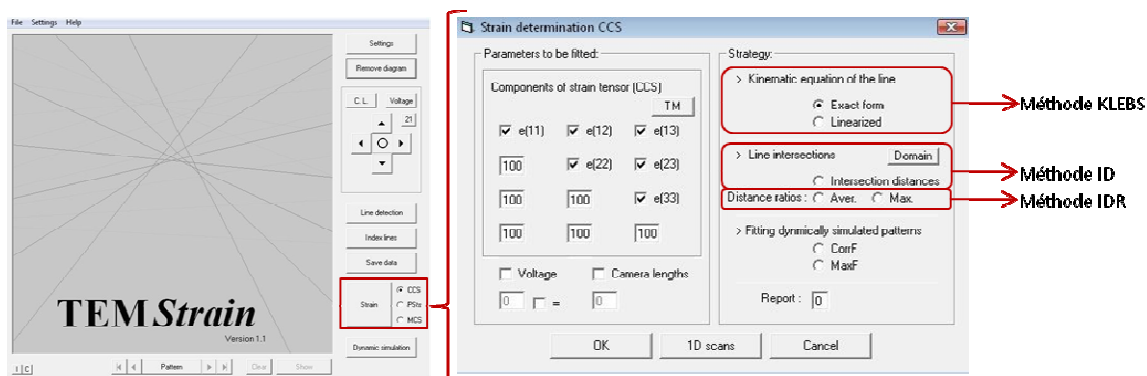 File Settings Help
Settings
Remove diagram
C.L. Voltage
21
Line detection
Index lines
Save data
Strain
CCS
PStr
MCS
Dynamic simulation
TEMStrain
Version 1.1
I C
Pattern
Clear
Show
Strain determination CCS
Parameters to be fitted:
Components of strain tensor (CCS)
TM
e(11) e(12) e(13)
100 e(22) e(23)
100 100 e(33)
100 100 100
Voltage Camera lengths
0 = 0
Strategy:
> Kinematic equation of the line
Exact form
Linearized
> Line intersections Domain
Intersection distances
Distance ratios : Aver. Max.
> Fitting dynmically simulated patterns
CorrF
MaxF
Report : 0
OK 1D scans Cancel
Méthode KLEBS
Méthode ID
Méthode IDR